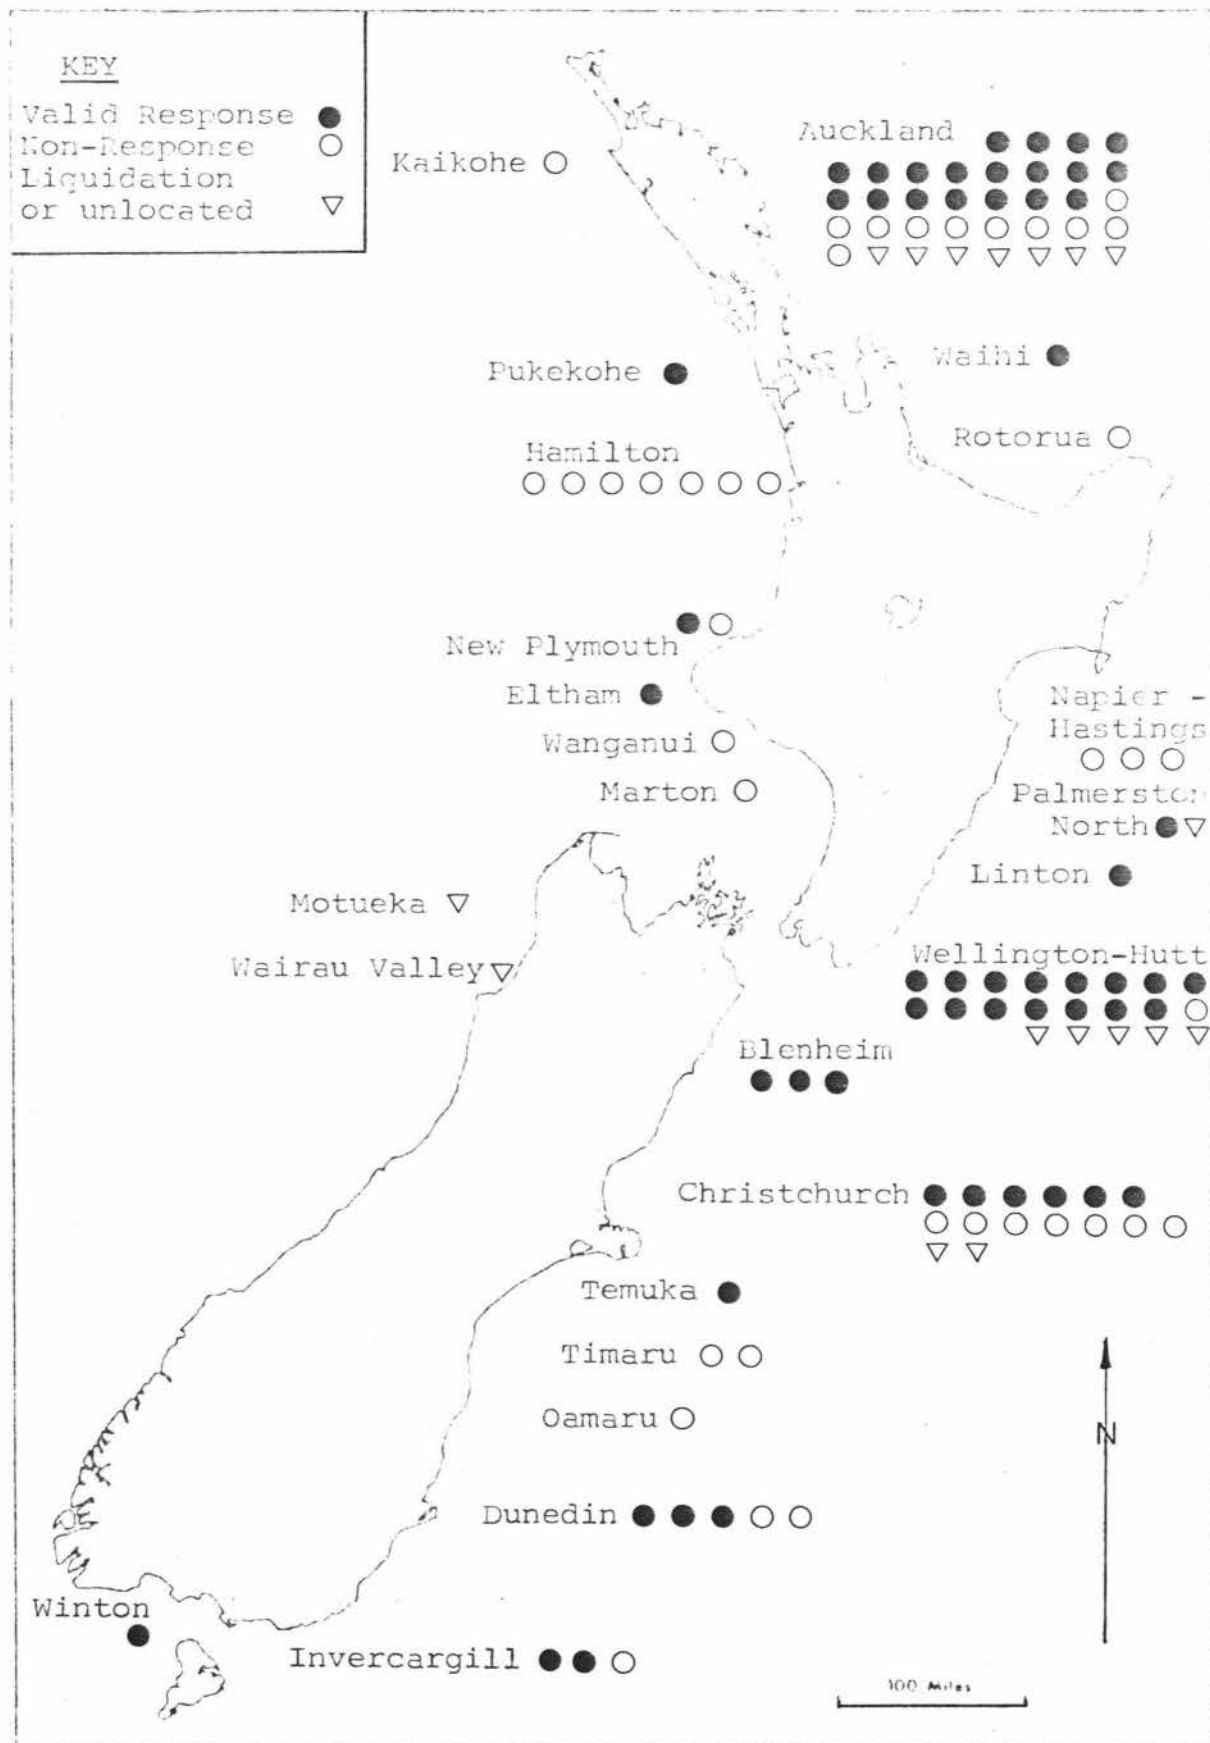 KEY
Valid Response
Non-Response
Liquidation
or unlocated
Auckland
Kaikohe
Pukekohe
Waihi
Rotorua
Hamilton
New Plymouth
Eltham
Wanganui
Marton
Napier -
Hastings
Palmerston
North
Linton
Motueka
Wairau Valley
Wellington-Hutt
Blenheim
Christchurch
Temuka
Timaru
Oamaru
N
Dunedin
Winton
Invercargill
100 Miles